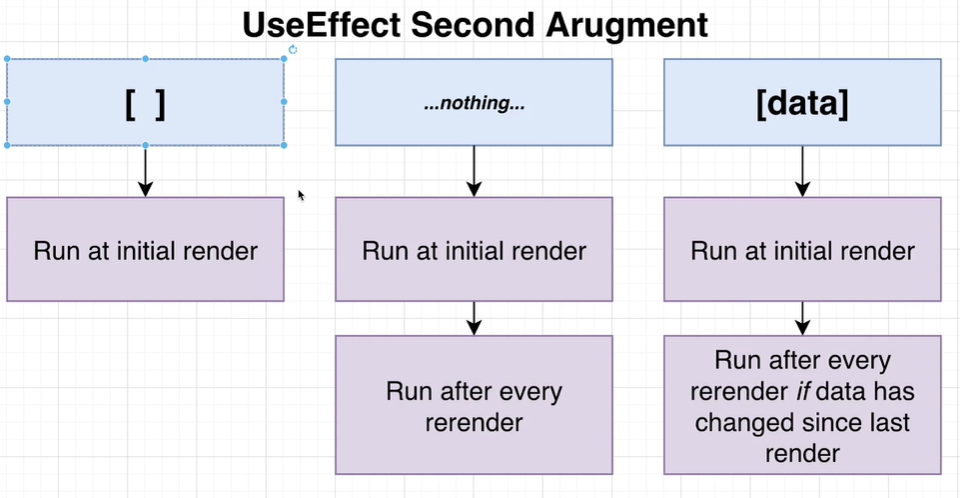 UseEffect Second Arugment
[ ]
...nothing...
[data]
Run at initial render
Run at initial render
Run at initial render
Run after every
rerender
Run after every
rerender if data has
changed since last
render